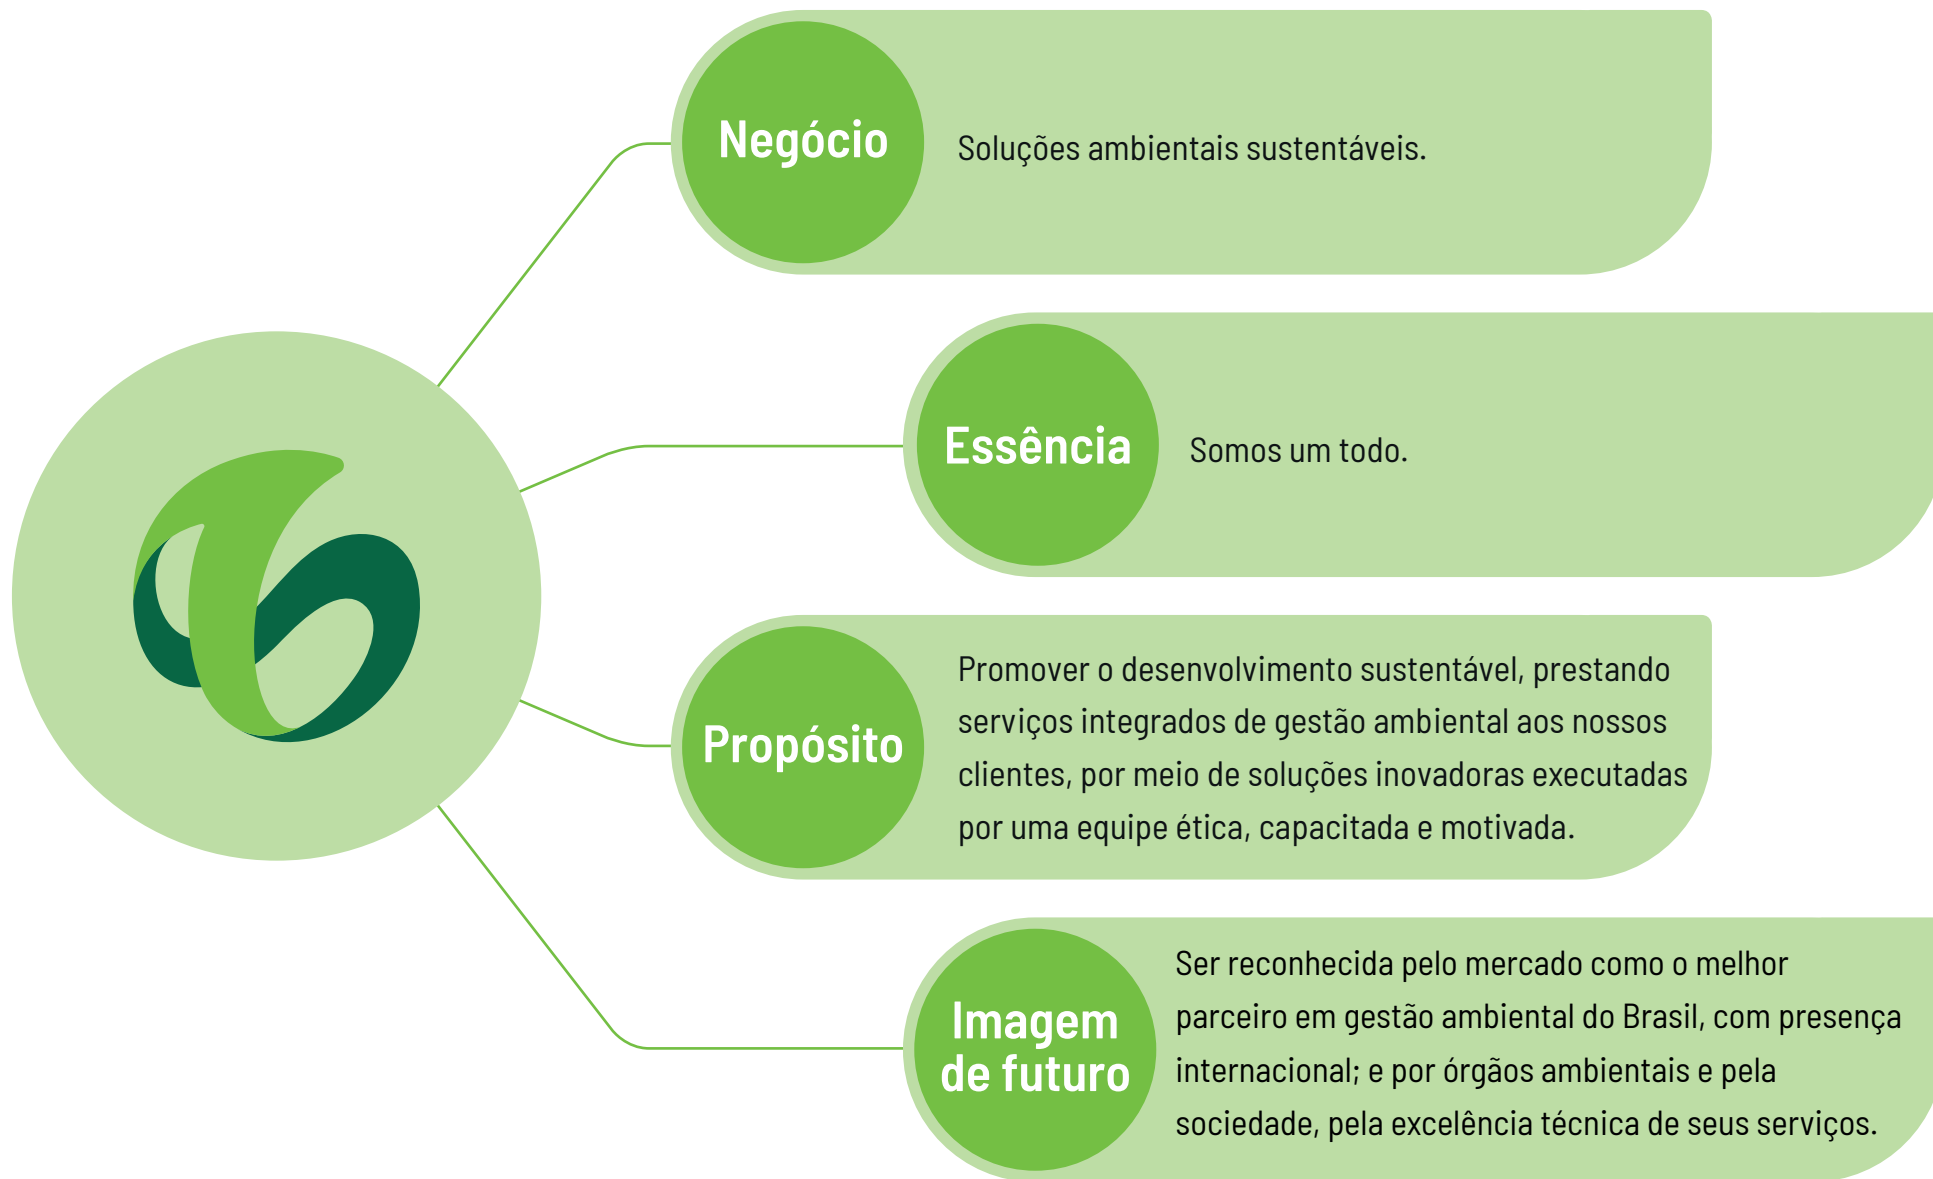 Negócio
Soluções ambientais sustentáveis.
Essência
Somos um todo.
Propósito
Promover o desenvolvimento sustentável, prestando
serviços integrados de gestão ambiental aos nossos
clientes, por meio de soluções inovadoras executadas
por uma equipe ética, capacitada e motivada.
Imagem
de futuro
Ser reconhecida pelo mercado como o melhor
parceiro em gestão ambiental do Brasil, com presença
internacional; e por órgãos ambientais e pela
sociedade, pela excelência técnica de seus serviços.